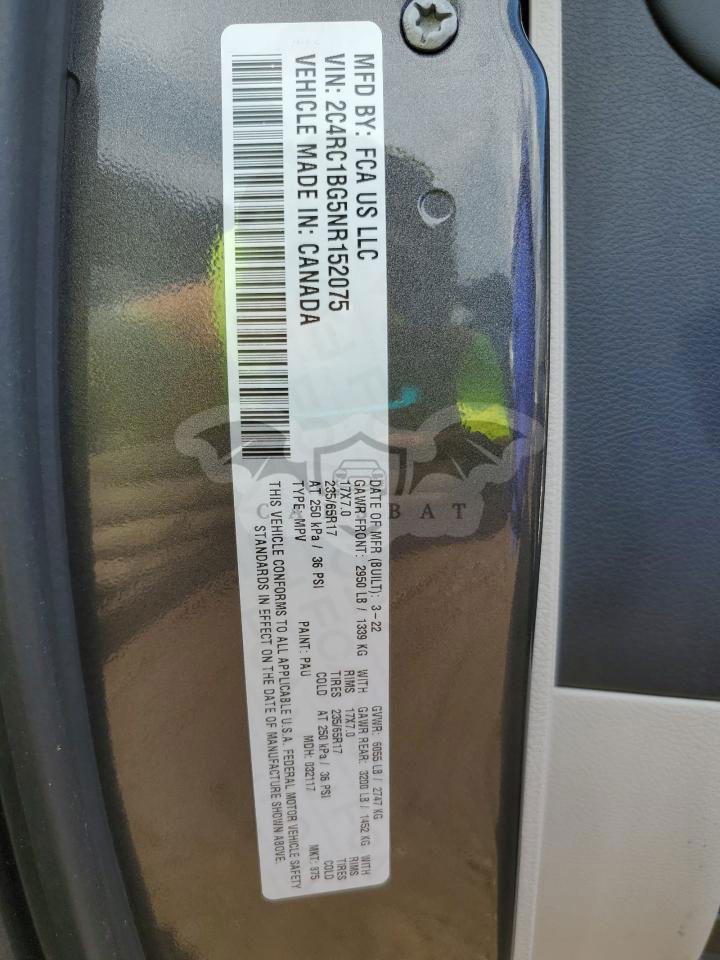 MFD BY: FCA US LLC
VIN: 2C4RC1BG5NR152075
VEHICLE MADE IN: CANADA
DATE OF MFR (BUILT): 3-22 GVWR: 6055 LB / 2747 KG
GAWR FRONT: 2950 LB / 1339 KG WITH GAWR REAR: 3200 LB / 1452 KG WITH
17X7.0 RIMS 17X7.0 RIMS
235/65R17 TIRES 235/65R17 TIRES
AT 250 kPa / 36 PSI COLD AT 250 kPa / 36 PSI COLD
TYPE: MPV PAINT: PAU MDH: 032117 MKT: 875
THIS VEHICLE CONFORMS TO ALL APPLICABLE U.S.A. FEDERAL MOTOR VEHICLE SAFETY
STANDARDS IN EFFECT ON THE DATE OF MANUFACTURE SHOWN ABOVE.